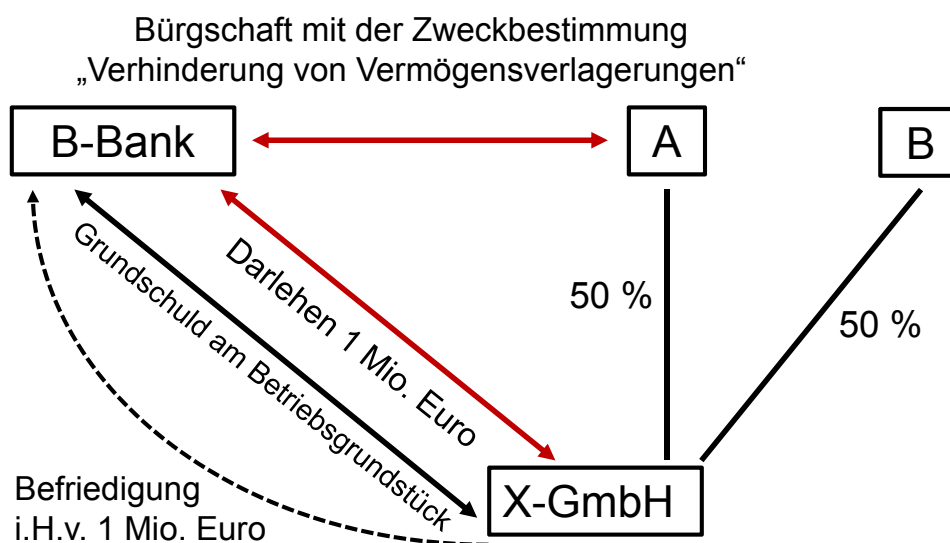 Bürgschaft mit der Zweckbestimmung
„Verhinderung von Vermögensverlagerungen“
B-Bank
A
B
Grundschuld am Betriebsgrundstück
Darlehen 1 Mio. Euro
50 %
50 %
Befriedigung
i.H.v. 1 Mio. Euro
X-GmbH